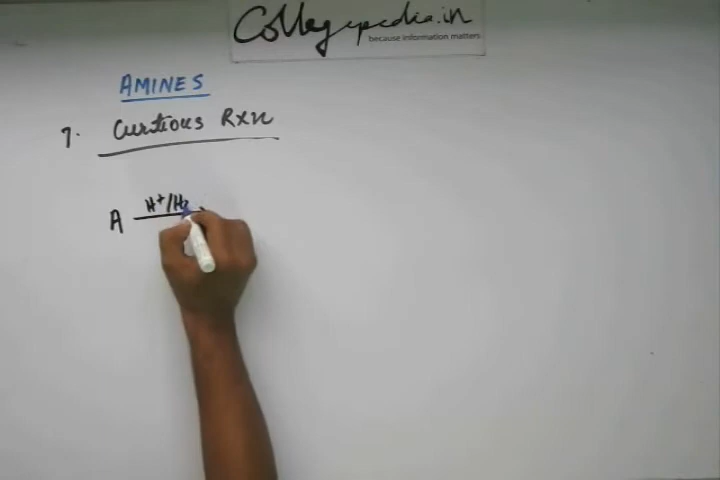 Collegepedia.in
because information matters
AMINES
7. Curtious Rxn
A H+/H2